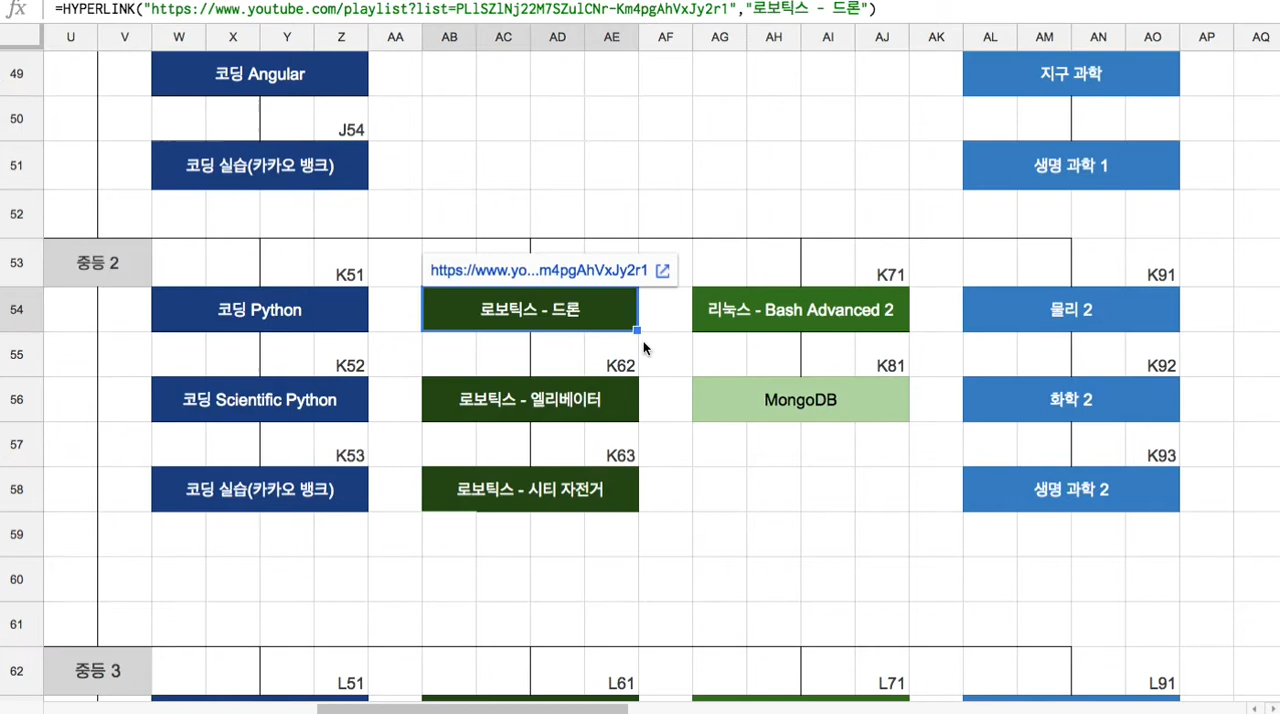 fx =HYPERLINK("https://www.youtube.com/playlist?list=PLlSZlNj22M7SZulCNr-Km4pgAhVxJy2r1","로보틱스 - 드론")
U V W X Y Z AA AB AC AD AE AF AG AH AI AJ AK AL AM AN AO AP AQ
49 코딩 Angular 지구 과학
50 J54
51 코딩 실습(카카오 뱅크) 생명 과학 1
52
53 중등 2 K51 https://www.yo...m4pgAhVxJy2r1 K71 K91
54 코딩 Python 로보틱스 - 드론 리눅스 - Bash Advanced 2 물리 2
55 K52 K62 K81 K92
56 코딩 Scientific Python 로보틱스 - 엘리베이터 MongoDB 화학 2
57 K53 K63 K93
58 코딩 실습(카카오 뱅크) 로보틱스 - 시티 자전거 생명 과학 2
59
60
61
62 중등 3 L51 L61 L71 L91